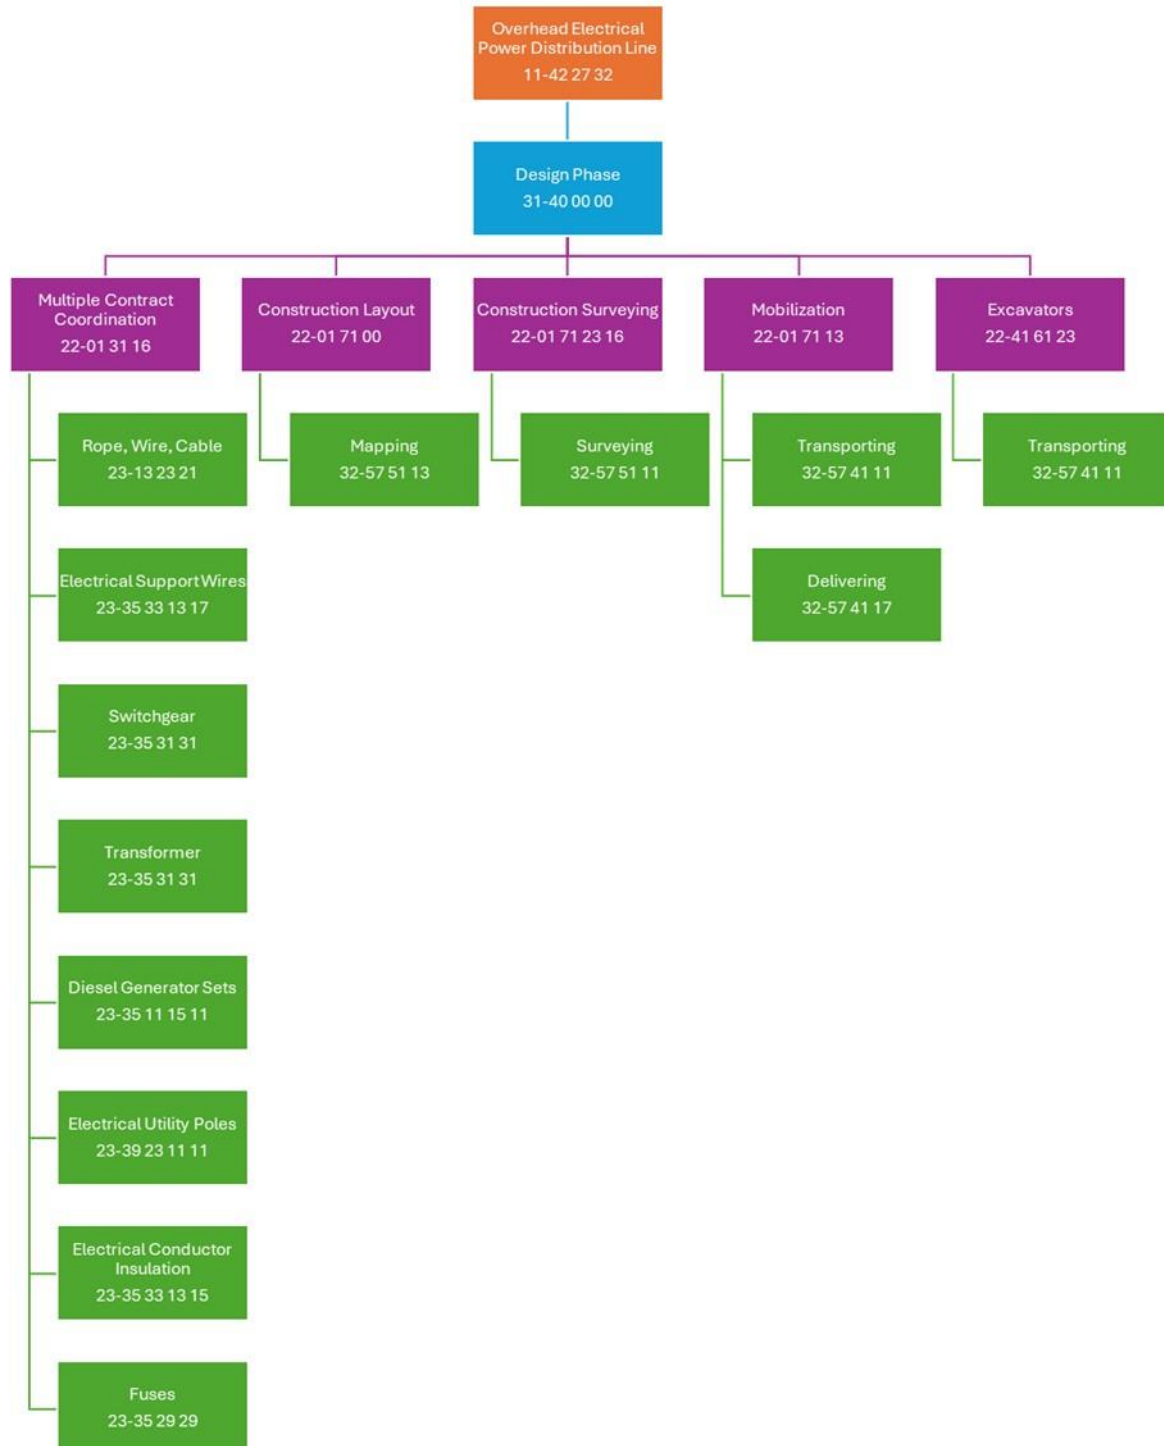 Overhead Electrical
Power Distribution Line
11-42 27 32
Design Phase
31-40 00 00
Multiple Contract
Coordination
22-01 31 16
Construction Layout
22-01 71 00
Construction Surveying
22-01 71 23 16
Mobilization
22-01 71 13
Excavators
22-41 61 23
Rope, Wire, Cable
23-13 23 21
Mapping
32-57 51 13
Surveying
32-57 51 11
Transporting
32-57 41 11
Transporting
32-57 41 11
Electrical Support Wires
23-35 33 13 17
Delivering
32-57 41 17
Switchgear
23-35 31 31
Transformer
23-35 31 31
Diesel Generator Sets
23-35 11 15 11
Electrical Utility Poles
23-39 23 11 11
Electrical Conductor
Insulation
23-35 33 13 15
Fuses
23-35 29 29